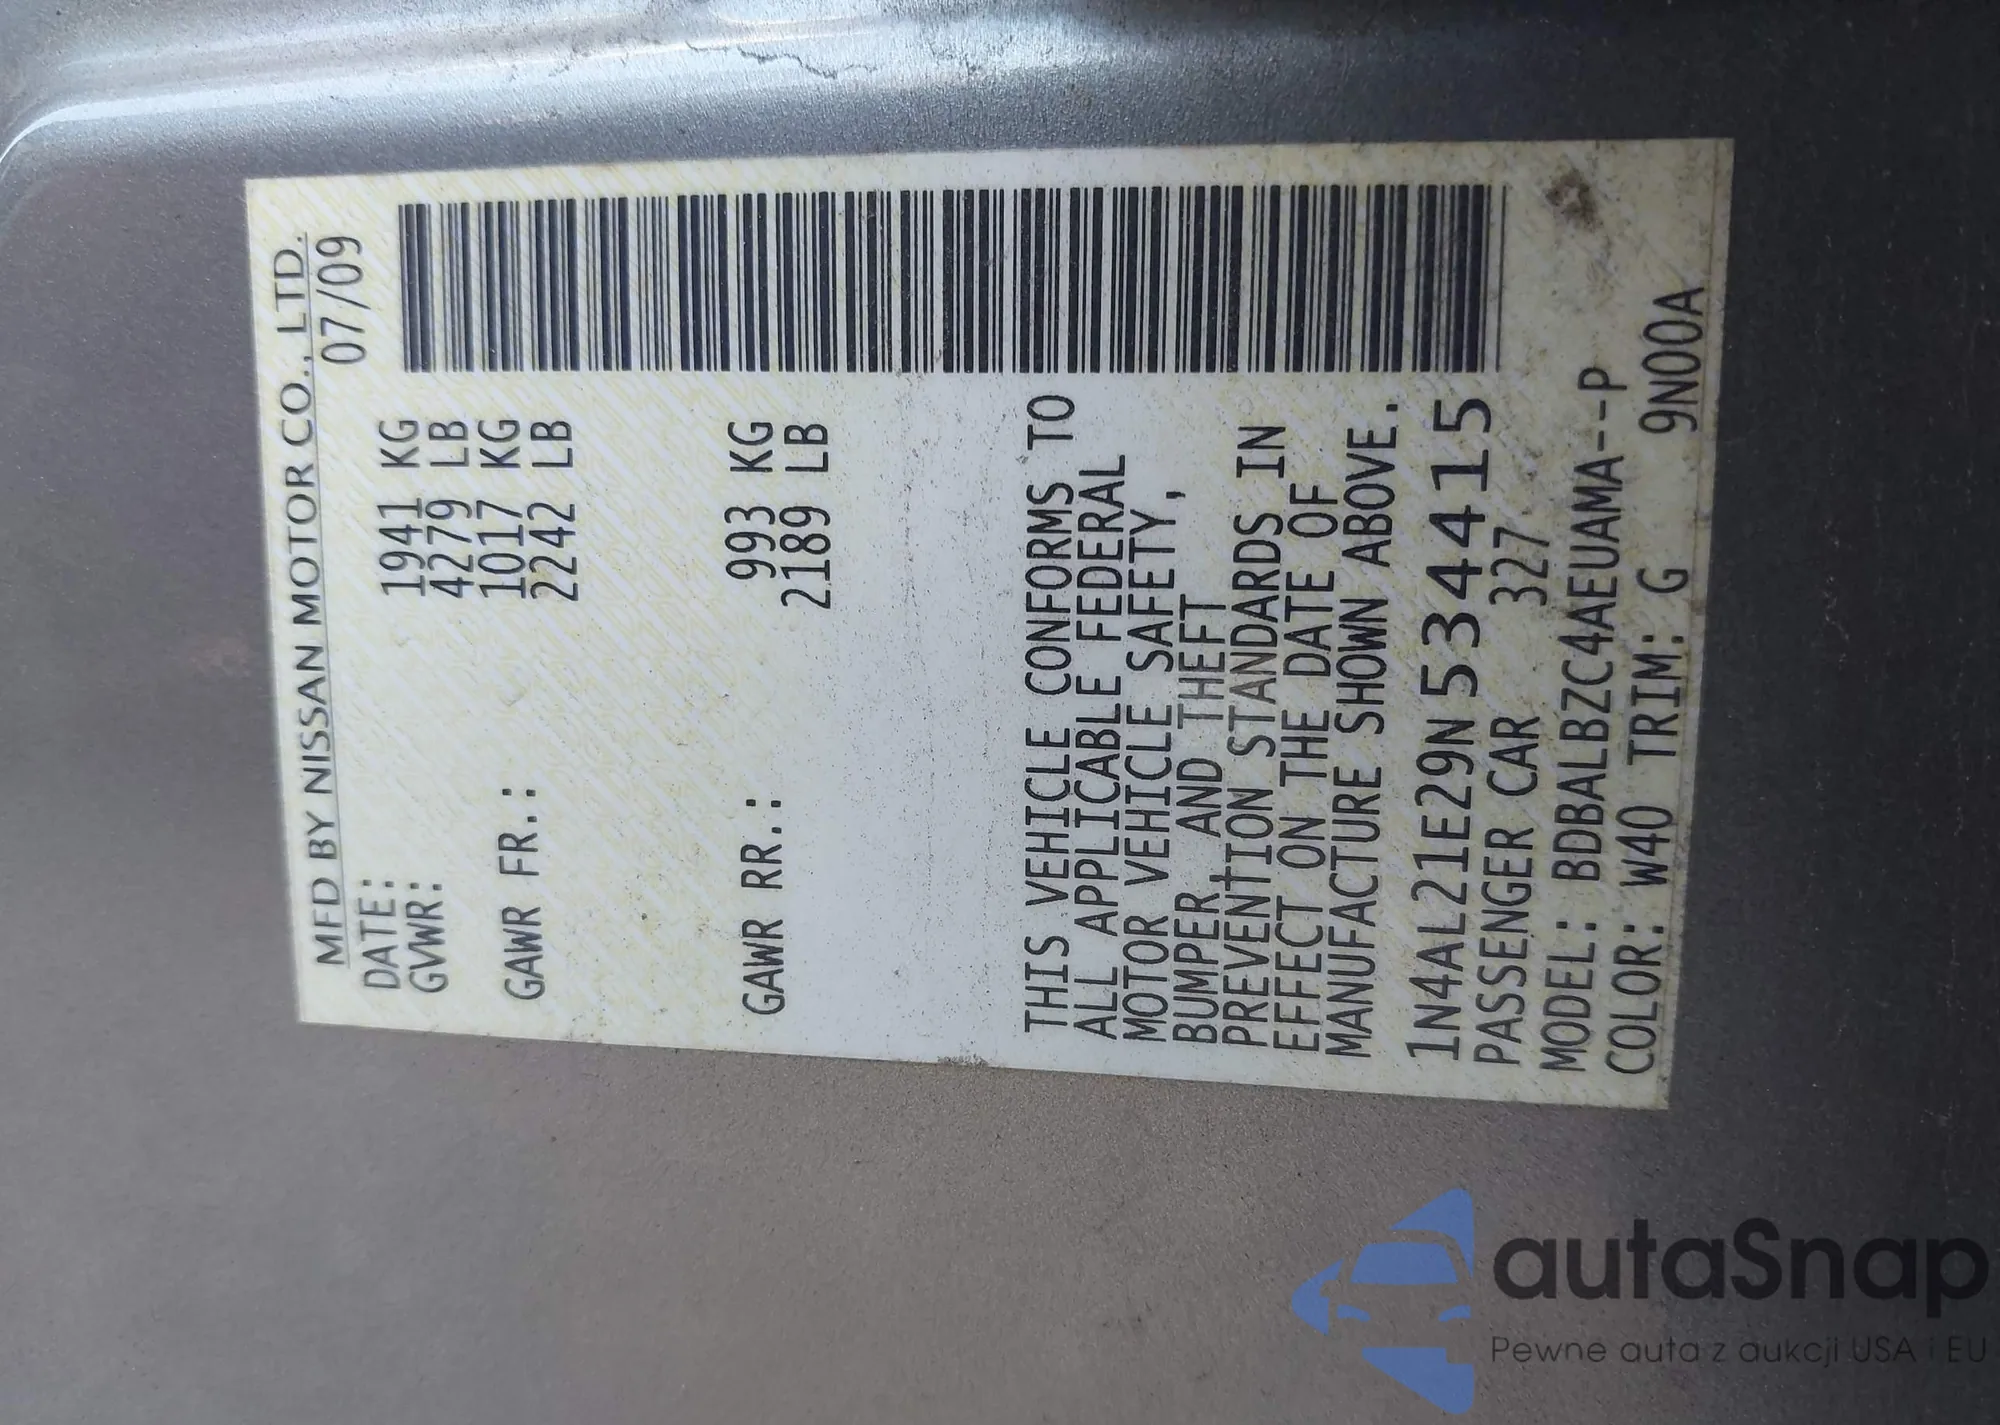 MFD BY NISSAN MOTOR CO., LTD.
DATE: 07/09
GVWR: 1941 KG
4279 LB
GAWR FR.: 1017 KG
2242 LB
GAWR RR.: 993 KG
2189 LB
THIS VEHICLE CONFORMS TO
ALL APPLICABLE FEDERAL
MOTOR VEHICLE SAFETY,
BUMPER AND THEFT
PREVENTION STANDARDS IN
EFFECT ON THE DATE OF
MANUFACTURE SHOWN ABOVE.
1N4AL21E29N534415
PASSENGER CAR 327
MODEL: BDBALBZC4AEUAMA--P
COLOR: W40 TRIM: G 9N00A
autaSnap
Pewne auta z aukcji USA i EU